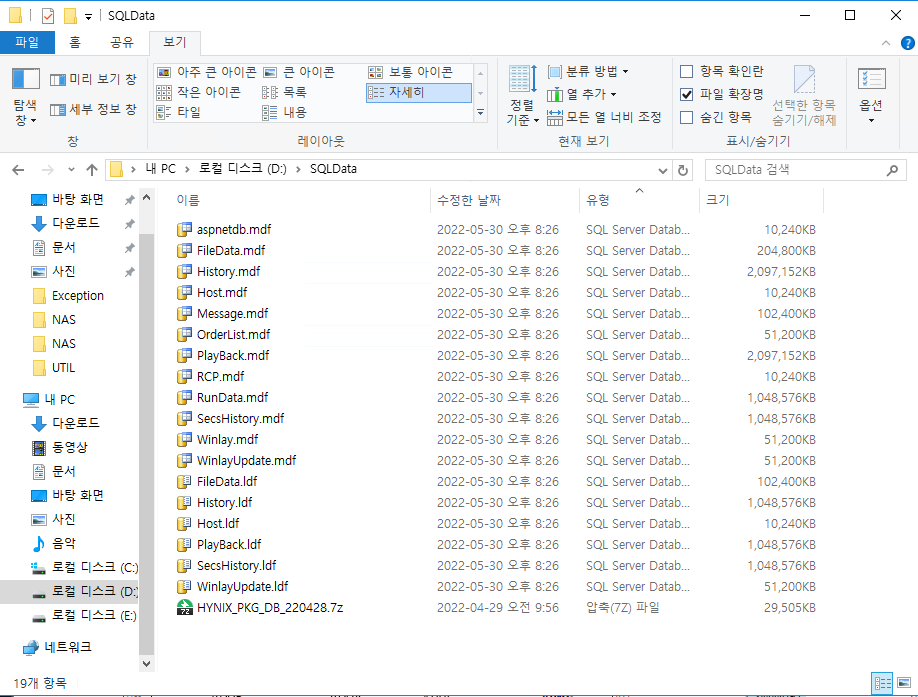 SQLData
파일 홈 공유 보기
탐색 창
미리 보기 창
세부 정보 창
창
아주 큰 아이콘 큰 아이콘 보통 아이콘
작은 아이콘 목록 자세히
타일 내용
레이아웃
정렬 기준
분류 방법
열 추가
모든 열 너비 조정
현재 보기
항목 확인란
파일 확장명
숨긴 항목
선택한 항목 숨기기/해제
표시/숨기기
옵션
내 PC > 로컬 디스크 (D:) > SQLData
SQLData 검색
바탕 화면
다운로드
문서
사진
Exception
NAS
NAS
UTIL
내 PC
다운로드
동영상
문서
바탕 화면
사진
음악
로컬 디스크 (C:)
로컬 디스크 (D:)
로컬 디스크 (E:)
네트워크
이름 수정한 날짜 유형 크기
aspnetdb.mdf 2022-05-30 오후 8:26 SQL Server Datab... 10,240KB
FileData.mdf 2022-05-30 오후 8:26 SQL Server Datab... 204,800KB
History.mdf 2022-05-30 오후 8:26 SQL Server Datab... 2,097,152KB
Host.mdf 2022-05-30 오후 8:26 SQL Server Datab... 10,240KB
Message.mdf 2022-05-30 오후 8:26 SQL Server Datab... 102,400KB
OrderList.mdf 2022-05-30 오후 8:26 SQL Server Datab... 51,200KB
PlayBack.mdf 2022-05-30 오후 8:26 SQL Server Datab... 2,097,152KB
RCP.mdf 2022-05-30 오후 8:26 SQL Server Datab... 10,240KB
RunData.mdf 2022-05-30 오후 8:26 SQL Server Datab... 1,048,576KB
SecsHistory.mdf 2022-05-30 오후 8:26 SQL Server Datab... 1,048,576KB
Winlay.mdf 2022-05-30 오후 8:26 SQL Server Datab... 51,200KB
WinlayUpdate.mdf 2022-05-30 오후 8:26 SQL Server Datab... 51,200KB
FileData.ldf 2022-05-30 오후 8:26 SQL Server Datab... 102,400KB
History.ldf 2022-05-30 오후 8:26 SQL Server Datab... 1,048,576KB
Host.ldf 2022-05-30 오후 8:26 SQL Server Datab... 10,240KB
PlayBack.ldf 2022-05-30 오후 8:26 SQL Server Datab... 1,048,576KB
SecsHistory.ldf 2022-05-30 오후 8:26 SQL Server Datab... 1,048,576KB
WinlayUpdate.ldf 2022-05-30 오후 8:26 SQL Server Datab... 51,200KB
HYNIX_PKG_DB_220428.7z 2022-04-29 오전 9:56 압축(7Z) 파일 29,505KB
19개 항목